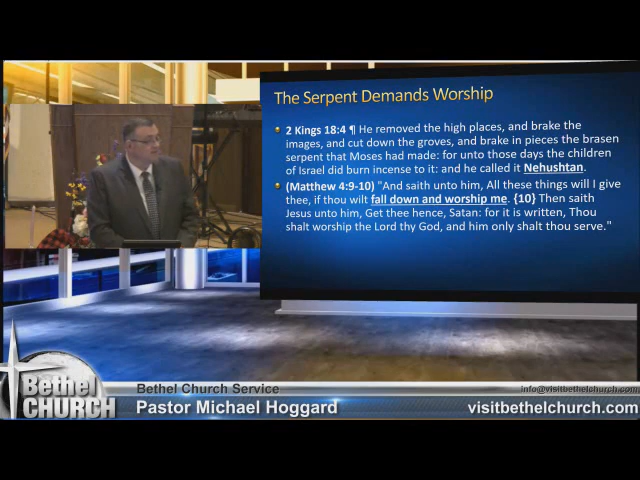 The Serpent Demands Worship
• 2 Kings 18:4 ¶ He removed the high places, and brake the
images, and cut down the groves, and brake in pieces the brasen
serpent that Moses had made: for unto those days the children
of Israel did burn incense to it: and he called it Nehushtan.
• (Matthew 4:9-10) "And saith unto him, All these things will I give
thee, if thou wilt fall down and worship me. {10} Then saith
Jesus unto him, Get thee hence, Satan: for it is written, Thou
shalt worship the Lord thy God, and him only shalt thou serve."
Bethel
CHURCH
Bethel Church Service
info@visitbethelchurch.com
Pastor Michael Hoggard
visitbethelchurch.com